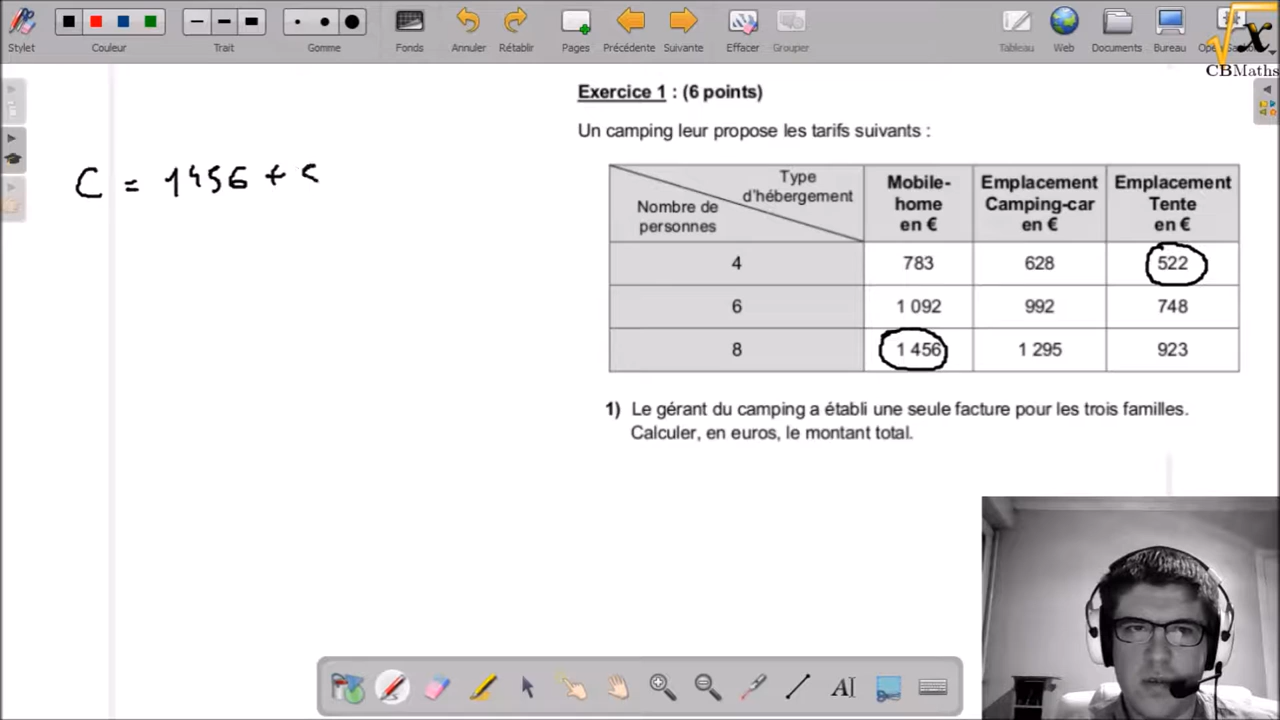 Stylet
Couleur
Trait
Gomme
Fonds
Annuler
Rétablir
Pages
Précédente
Suivante
Effacer
Grouper
Tableau
Web
Documents
Bureau
√x
CBMaths
C = 1456 +
Exercice 1 : (6 points)
Un camping leur propose les tarifs suivants :
Type d'hébergement
Nombre de personnes
Mobile-home en €
Emplacement Camping-car en €
Emplacement Tente en €
4 783 628 522
6 1 092 992 748
8 1 456 1 295 923
1) Le gérant du camping a établi une seule facture pour les trois familles.
Calculer, en euros, le montant total.
AI